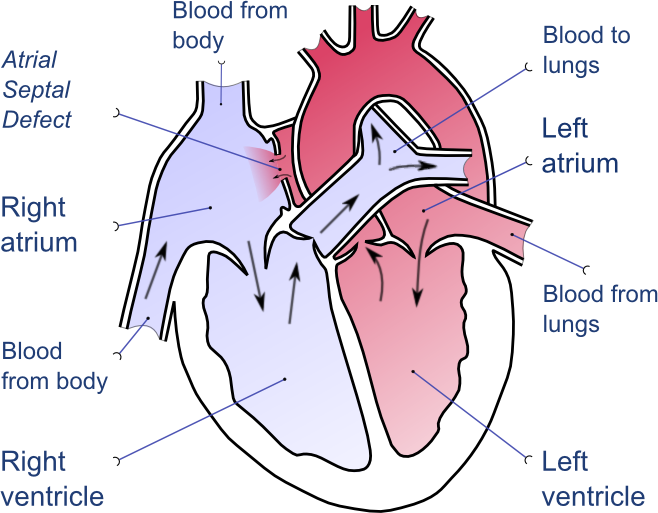 Blood from
body
Atrial
Septal
Defect
Blood to
lungs
Left
atrium
Right
atrium
Blood from
lungs
Blood
from body
Right
ventricle
Left
ventricle